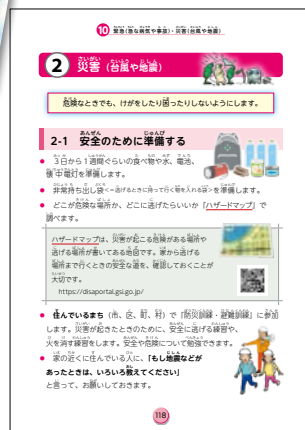 10 緊急(急な病気や事故)・災害(台風や地震)
2 災害(台風や地震)
危険なときでも、けがをしたり困ったりしないようにします。
2-1 安全のために準備する
● 3日から1週間ぐらいの食べ物や水、電池、
懐中電灯を準備します。
● 非常持ち出し袋<=逃げるときに持って行く物を入れる袋>を準備します。
● どこが危険な場所か、どこに逃げたらいいか「ハザードマップ」で
調べます。
ハザードマップは、災害が起こる危険がある場所や
逃げる場所が書いてある地図です。家から逃げる
場所まで行くときの安全な道を、確認しておくことが
大切です。
https://disaportal.gsi.go.jp/
● 住んでいるまち(市、区、町、村)で「防災訓練・避難訓練」に参加
します。災害が起きたときのために、安全に逃げる練習や、
火を消す練習をします。安全や危険について勉強できます。
● 家の近くに住んでいる人に、「もし地震などが
あったときは、いろいろ教えてください」
と言って、お願いしておきます。
118